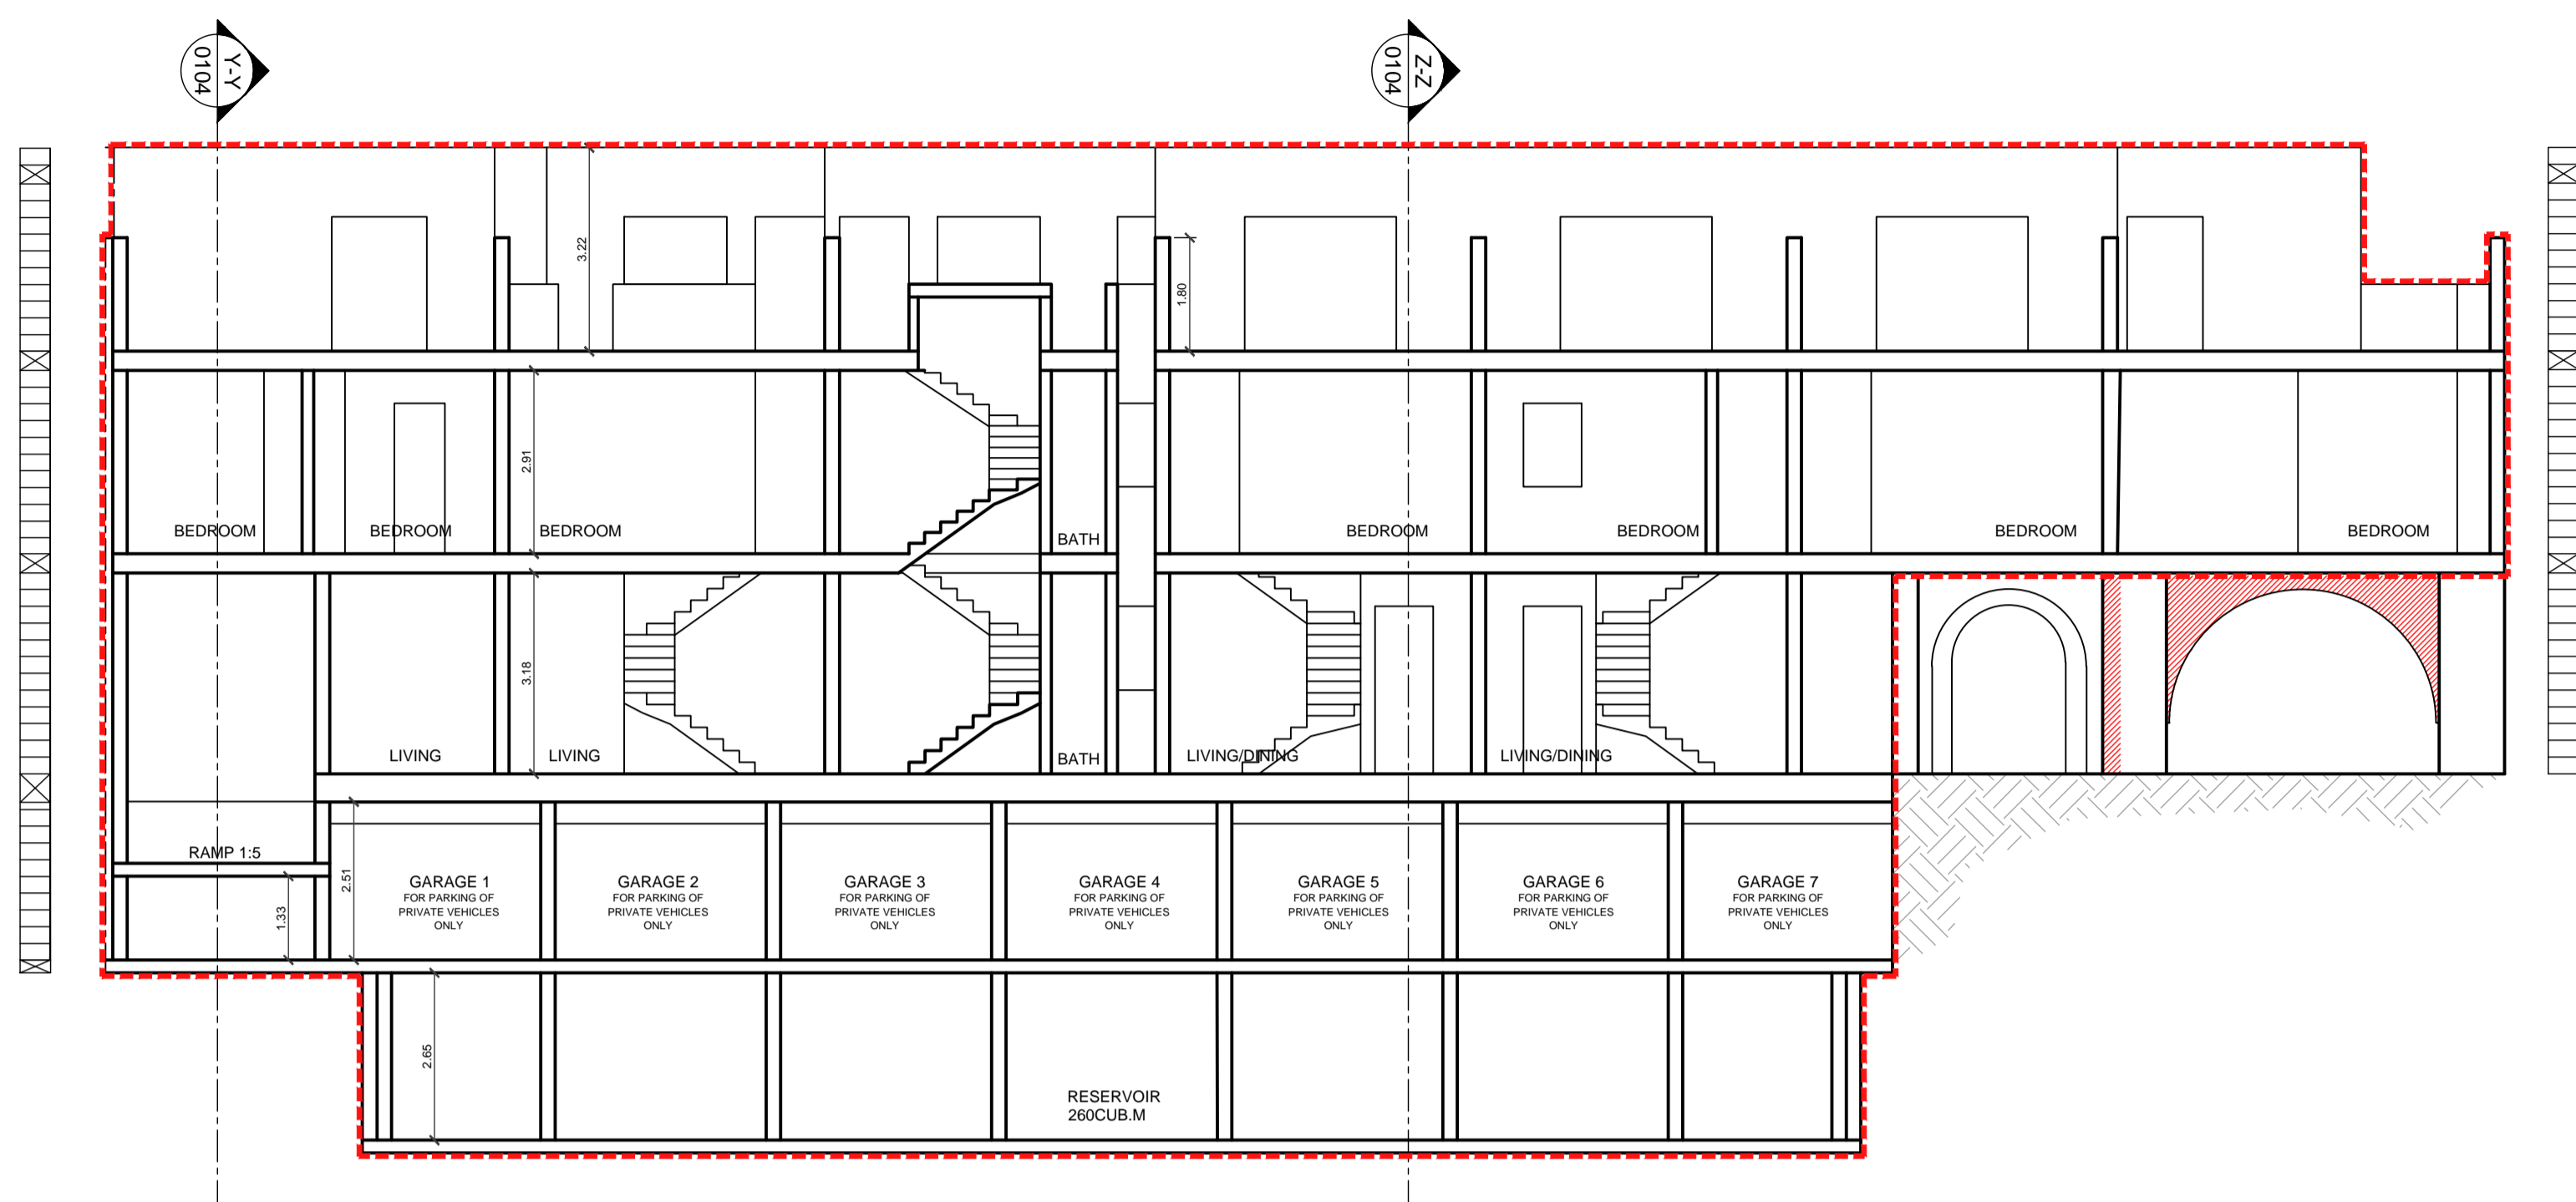 Y-Y
0104
Z-Z
0104
3.22
1.80
2.91
BEDROOM
BEDROOM
BEDROOM
BATH
BEDROOM
BEDROOM
BEDROOM
BEDROOM
3.18
LIVING
LIVING
BATH
LIVING/DINING
LIVING/DINING
RAMP 1:5
1.33
2.51
GARAGE 1
FOR PARKING OF
PRIVATE VEHICLES
ONLY
GARAGE 2
FOR PARKING OF
PRIVATE VEHICLES
ONLY
GARAGE 3
FOR PARKING OF
PRIVATE VEHICLES
ONLY
GARAGE 4
FOR PARKING OF
PRIVATE VEHICLES
ONLY
GARAGE 5
FOR PARKING OF
PRIVATE VEHICLES
ONLY
GARAGE 6
FOR PARKING OF
PRIVATE VEHICLES
ONLY
GARAGE 7
FOR PARKING OF
PRIVATE VEHICLES
ONLY
2.65
RESERVOIR
260CUB.M